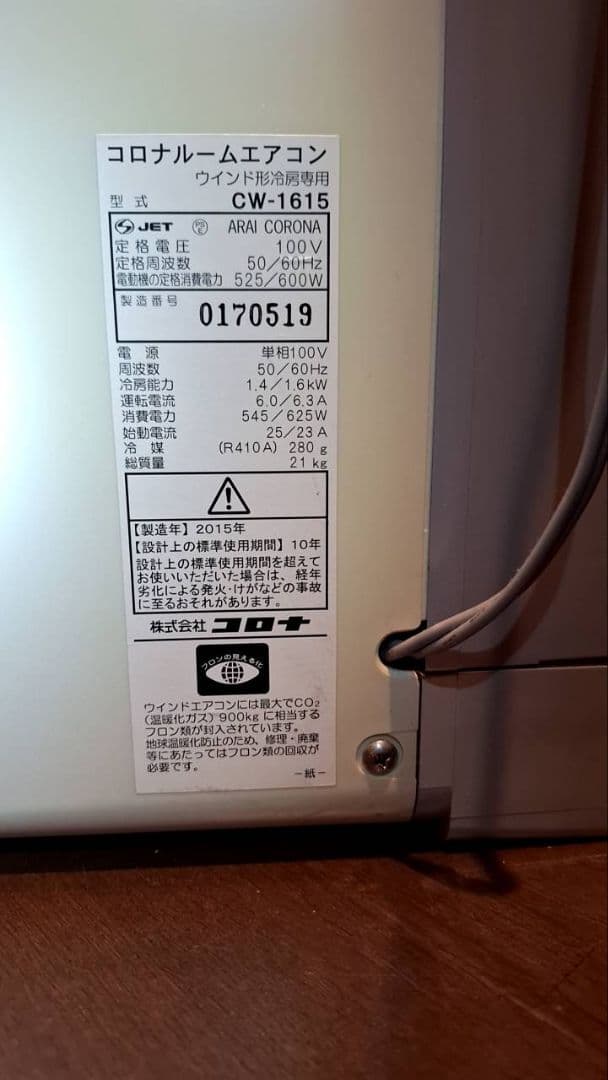 コロナルームエアコン
ウインド形冷房専用
型式 CW-1615
JET PSE ARAI CORONA
定格電圧 100V
定格周波数 50/60Hz
電動機の定格消費電力 525/600W
製造番号 0170519
電源 単相100V
周波数 50/60Hz
冷房能力 1.4/1.6kW
運転電流 6.0/6.3A
消費電力 545/625W
始動電流 25/23A
冷媒 (R410A) 280g
総質量 21kg
【製造年】2015年
【設計上の標準使用期間】10年
設計上の標準使用期間を超えて
お使いいただいた場合は、経年
劣化による発火・けがなどの事故
に至るおそれがあります。
株式会社 コロナ
フロンの見える化
ウインドエアコンには最大でCO₂
(温暖化ガス)900kgに相当する
フロン類が封入されています。
地球温暖化防止のため、修理・廃棄
等にあたってはフロン類の回収が
必要です。
-紙-